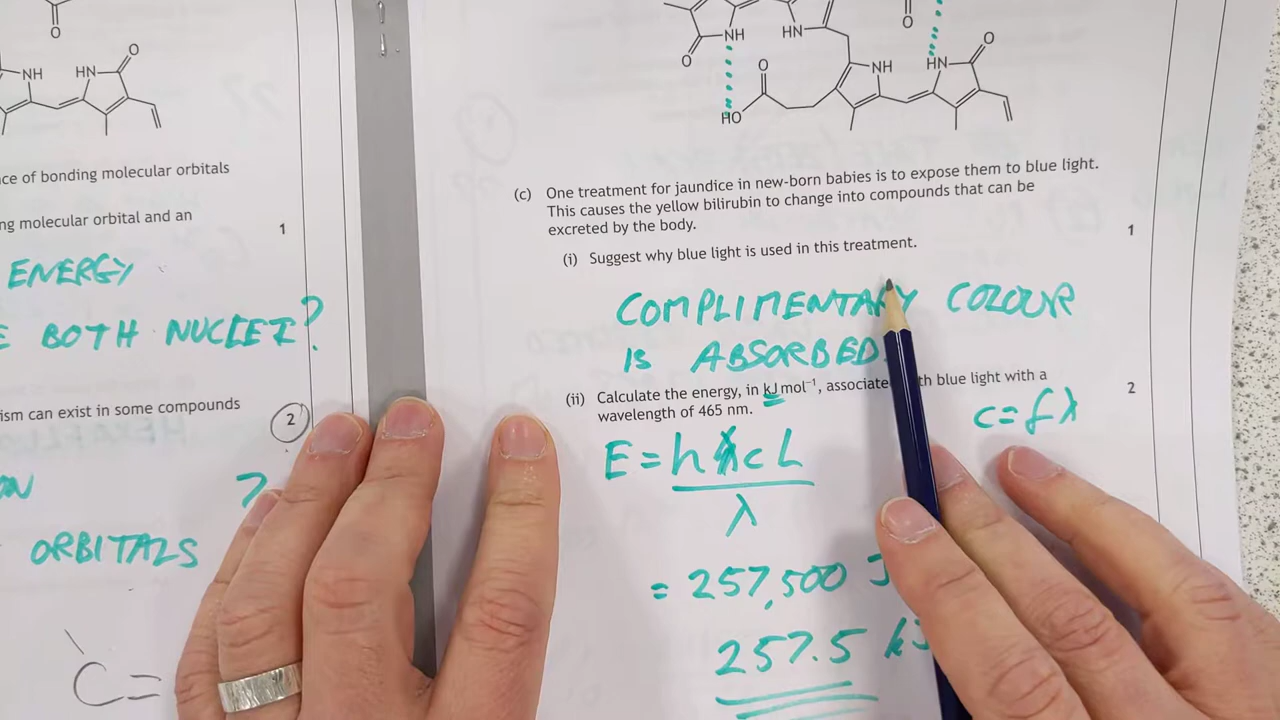 O
O
NH
HN
ce of bonding molecular orbitals
ng molecular orbital and an
1
ENERGY
E BOTH NUCLEI?
ism can exist in some compounds
2
ON
?
ORBITALS
C=
O
NH
HN
O
O
HO
NH
HN
O
(c) One treatment for jaundice in new-born babies is to expose them to blue light.
This causes the yellow bilirubin to change into compounds that can be
excreted by the body.
(i) Suggest why blue light is used in this treatment.
1
COMPLIMENTARY COLOUR
IS ABSORBED.
(ii) Calculate the energy, in kJ mol⁻¹, associate th blue light with a
wavelength of 465 nm.
2
c = fλ
E = hcL
λ
= 257,500 J
257.5 kJ